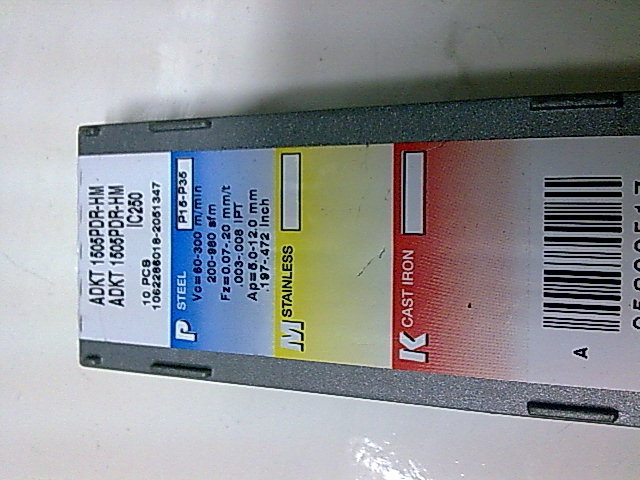 ADKT 1505PDR-HM
ADKT 1505PDR-HM
IC250
10 PCS
P STEEL P15-P35
Vc=60-300 m/min
200-980 sfm
Fz=0.07-.20 mm/t
.003-.008 IPT
Ap=5.0-12.0 mm
.197-.472 inch
M STAINLESS
K CAST IRON
A